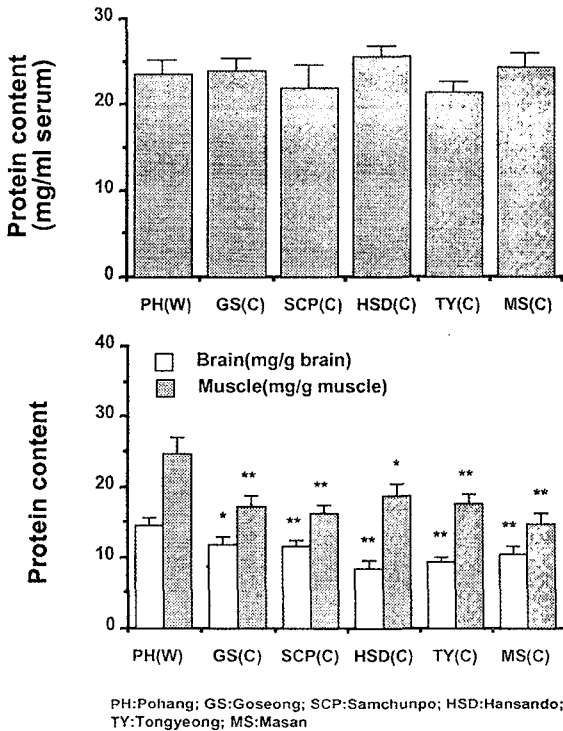 Protein content
(mg/ml serum)
30
20
10
0
PH(W) GS(C) SCP(C) HSD(C) TY(C) MS(C)
Protein content
40
30
20
10
0
Brain(mg/g brain)
Muscle(mg/g muscle)
* ** ** ** ** * ** ** ** **
PH(W) GS(C) SCP(C) HSD(C) TY(C) MS(C)
PH:Pohang; GS:Goseong; SCP:Samchunpo; HSD:Hansando;
TY:Tongyeong; MS:Masan